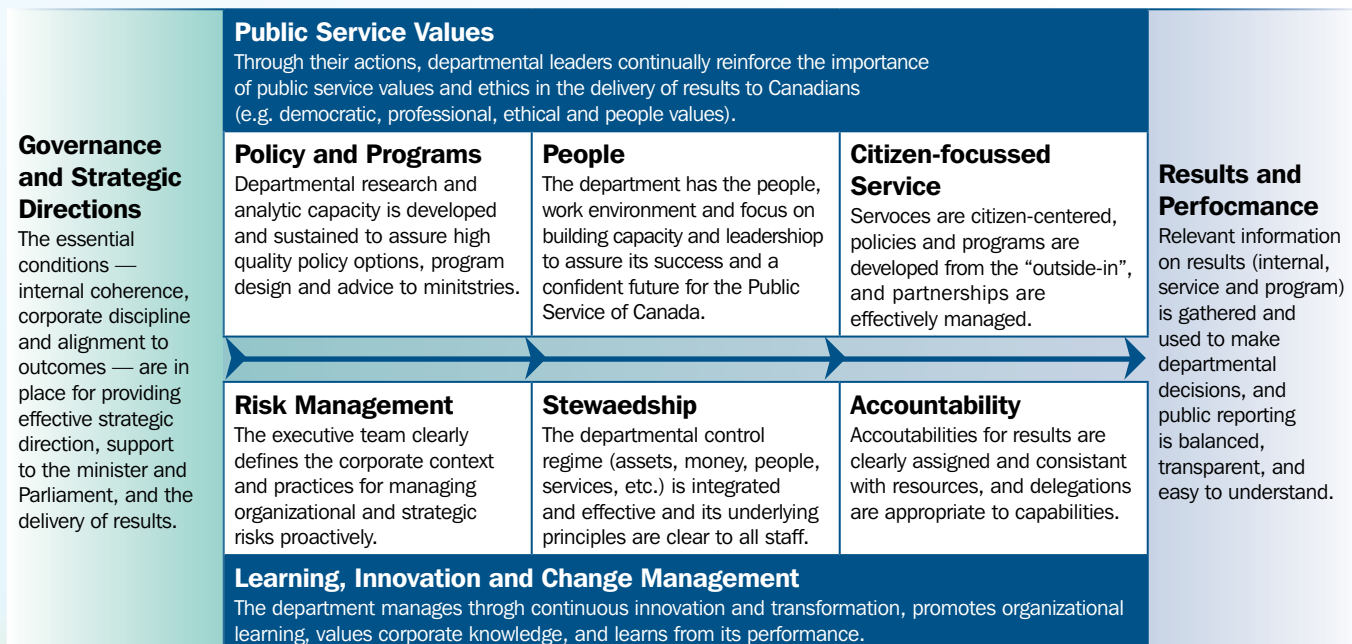 Public Service Values
Through their actions, departmental leaders continually reinforce the importance
of public service values and ethics in the delivery of results to Canadians
(e.g. democratic, professional, ethical and people values).
Governance
and Strategic
Directions
The essential
conditions —
internal coherence,
corporate discipline
and alignment to
outcomes — are in
place for providing
effective strategic
direction, support
to the minister and
Parliament, and the
delivery of results.
Policy and Programs
Departmental research and
analytic capacity is developed
and sustained to assure high
quality policy options, program
design and advice to minitstries.
People
The department has the people,
work environment and focus on
building capacity and leadershiop
to assure its success and a
confident future for the Public
Service of Canada.
Citizen-focussed
Service
Servoces are citizen-centered,
policies and programs are
developed from the “outside-in”,
and partnerships are
effectively managed.
Risk Management
The executive team clearly
defines the corporate context
and practices for managing
organizational and strategic
risks proactively.
Stewaedship
The departmental control
regime (assets, money, people,
services, etc.) is integrated
and effective and its underlying
principles are clear to all staff.
Accountability
Accoutabilities for results are
clearly assigned and consistant
with resources, and delegations
are appropriate to capabilities.
Results and
Perfocmance
Relevant information
on results (internal,
service and program)
is gathered and
used to make
departmental
decisions, and
public reporting
is balanced,
transparent, and
easy to understand.
Learning, Innovation and Change Management
The department manages throgh continuous innovation and transformation, promotes organizational
learning, values corporate knowledge, and learns from its performance.